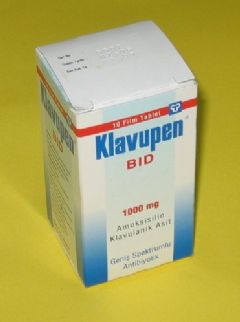 10 Film Tablet
Klavupen®
BID
1000 mg
Amoksisilin
Klavulanik Asit
Geniş Spektrumlu
Antibiyotik